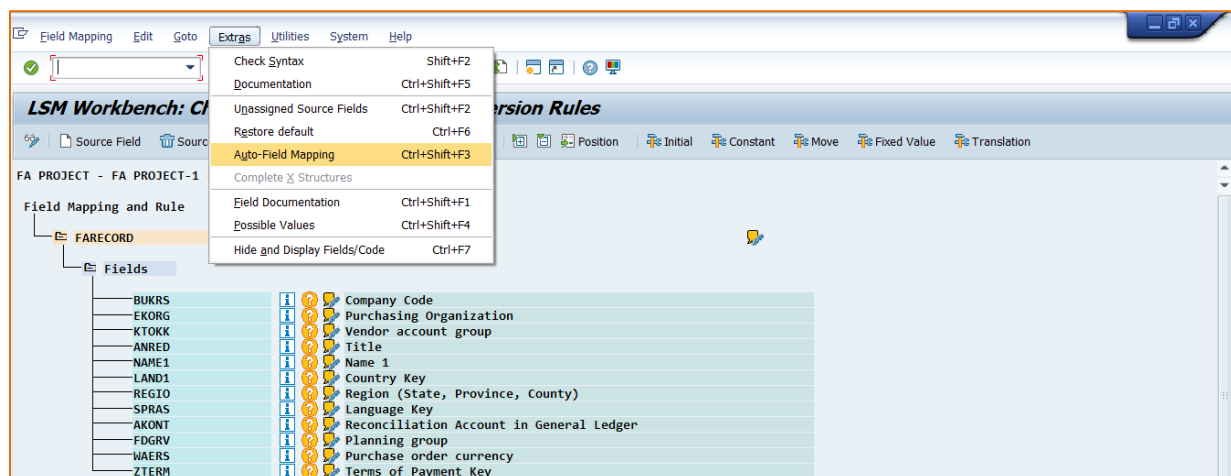 Field Mapping Edit Goto Extras Utilities System Help
Check Syntax Shift+F2
Documentation Ctrl+Shift+F5
LSM Workbench: Ch rsion Rules
Unassigned Source Fields Ctrl+Shift+F2
Restore default Ctrl+F6
Source Field Sourc Position Initial Constant Move Fixed Value Translation
Auto-Field Mapping Ctrl+Shift+F3
FA PROJECT - FA PROJECT-1 -
Complete X Structures
Field Documentation Ctrl+Shift+F1
Field Mapping and Rule
Possible Values Ctrl+Shift+F4
FARECORD
Hide and Display Fields/Code Ctrl+F7
Fields
BUKRS Company Code
EKORG Purchasing Organization
KTOKK Vendor account group
ANRED Title
NAME1 Name 1
LAND1 Country Key
REGIO Region (State, Province, County)
SPRAS Language Key
AKONT Reconciliation Account in General Ledger
FDGRV Planning group
WAERS Purchase order currency
ZTERM Terms of Payment Key